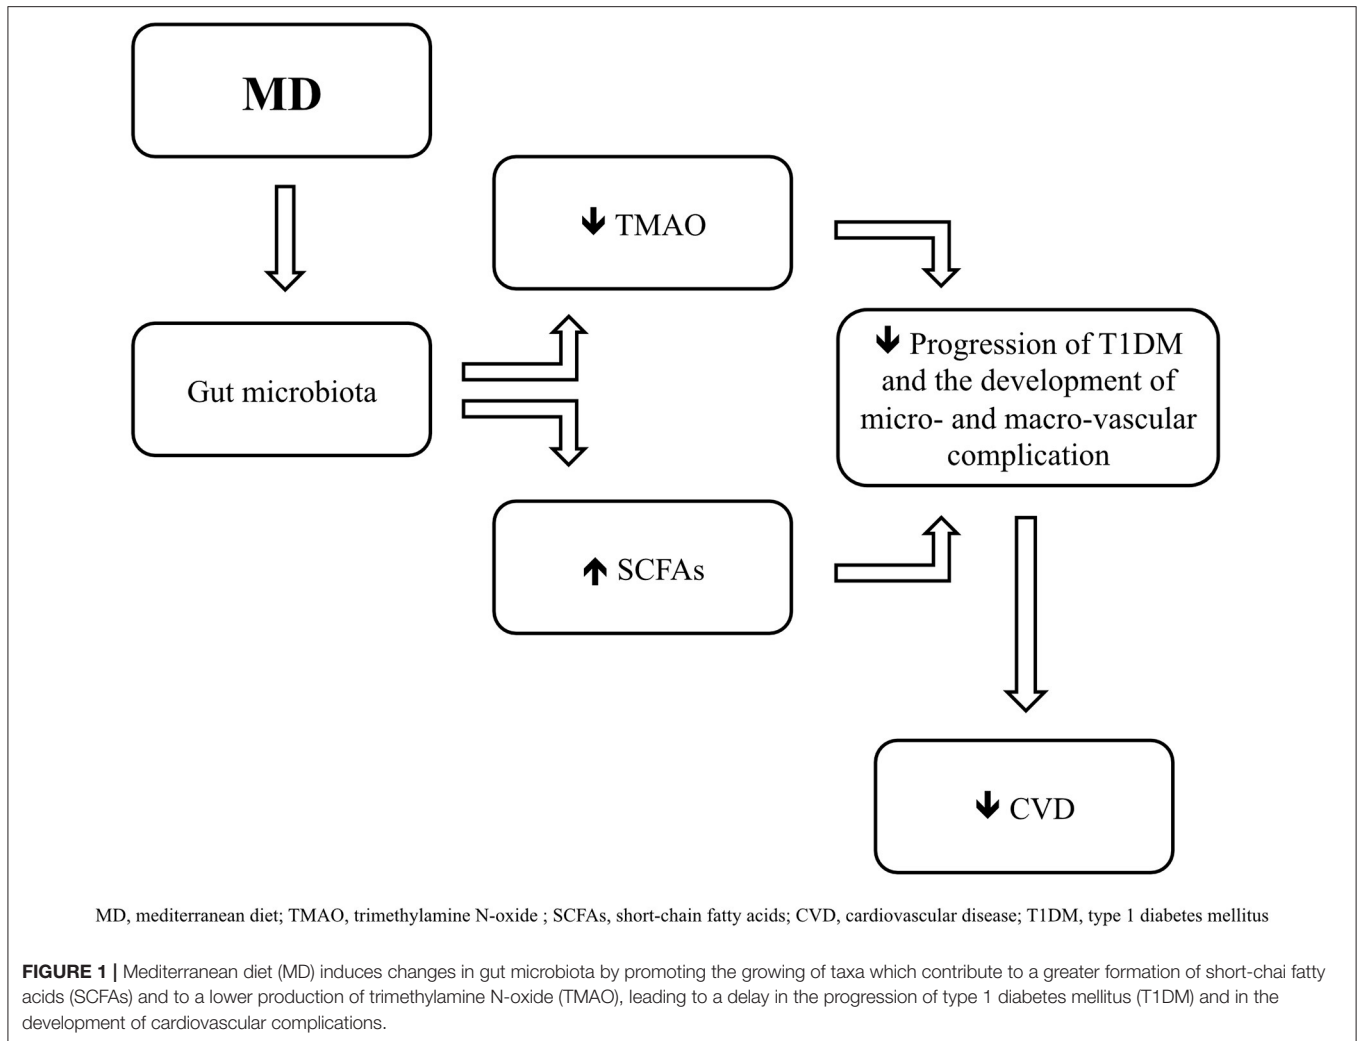 MD
Gut microbiota
🡻 TMAO
🡹 SCFAs
🡻 Progression of T1DM
and the development of
micro- and macro-vascular
complication
🡻 CVD
MD, mediterranean diet; TMAO, trimethylamine N-oxide ; SCFAs, short-chain fatty acids; CVD, cardiovascular disease; T1DM, type 1 diabetes mellitus
FIGURE 1 | Mediterranean diet (MD) induces changes in gut microbiota by promoting the growing of taxa which contribute to a greater formation of short-chai fatty
acids (SCFAs) and to a lower production of trimethylamine N-oxide (TMAO), leading to a delay in the progression of type 1 diabetes mellitus (T1DM) and in the
development of cardiovascular complications.